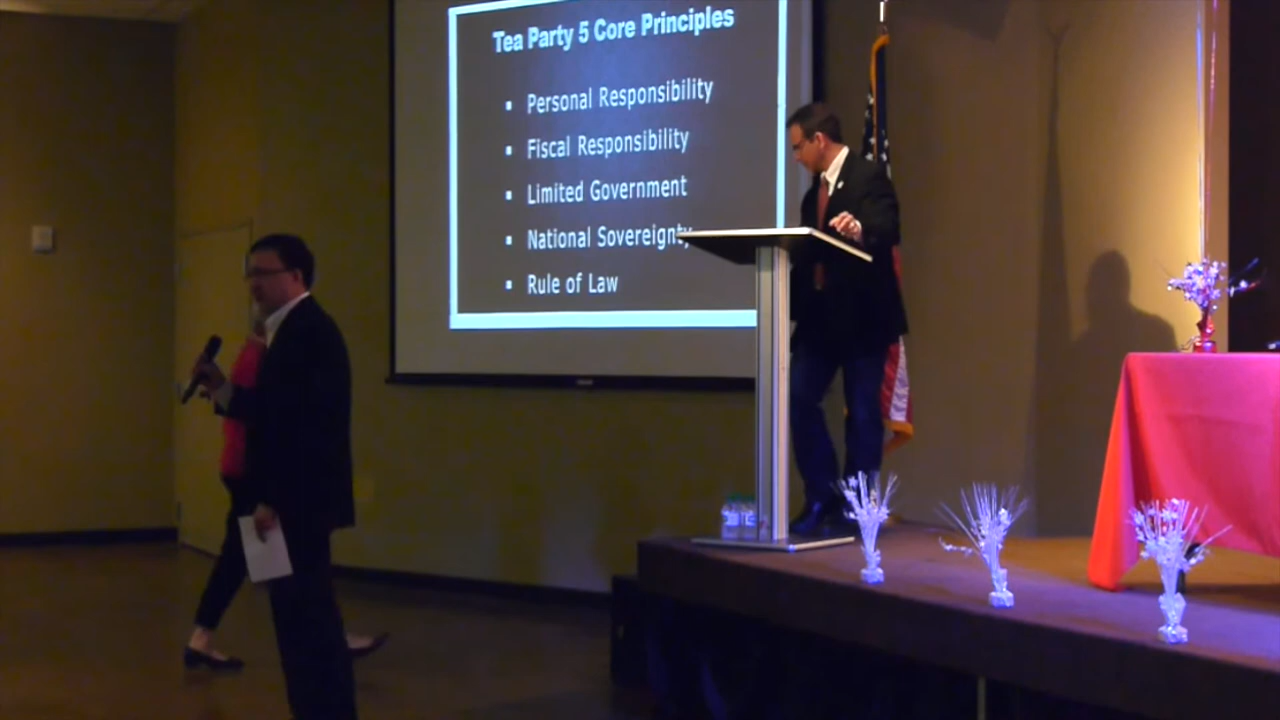 Tea Party 5 Core Principles
▪ Personal Responsibility
▪ Fiscal Responsibility
▪ Limited Government
▪ National Sovereignty
▪ Rule of Law